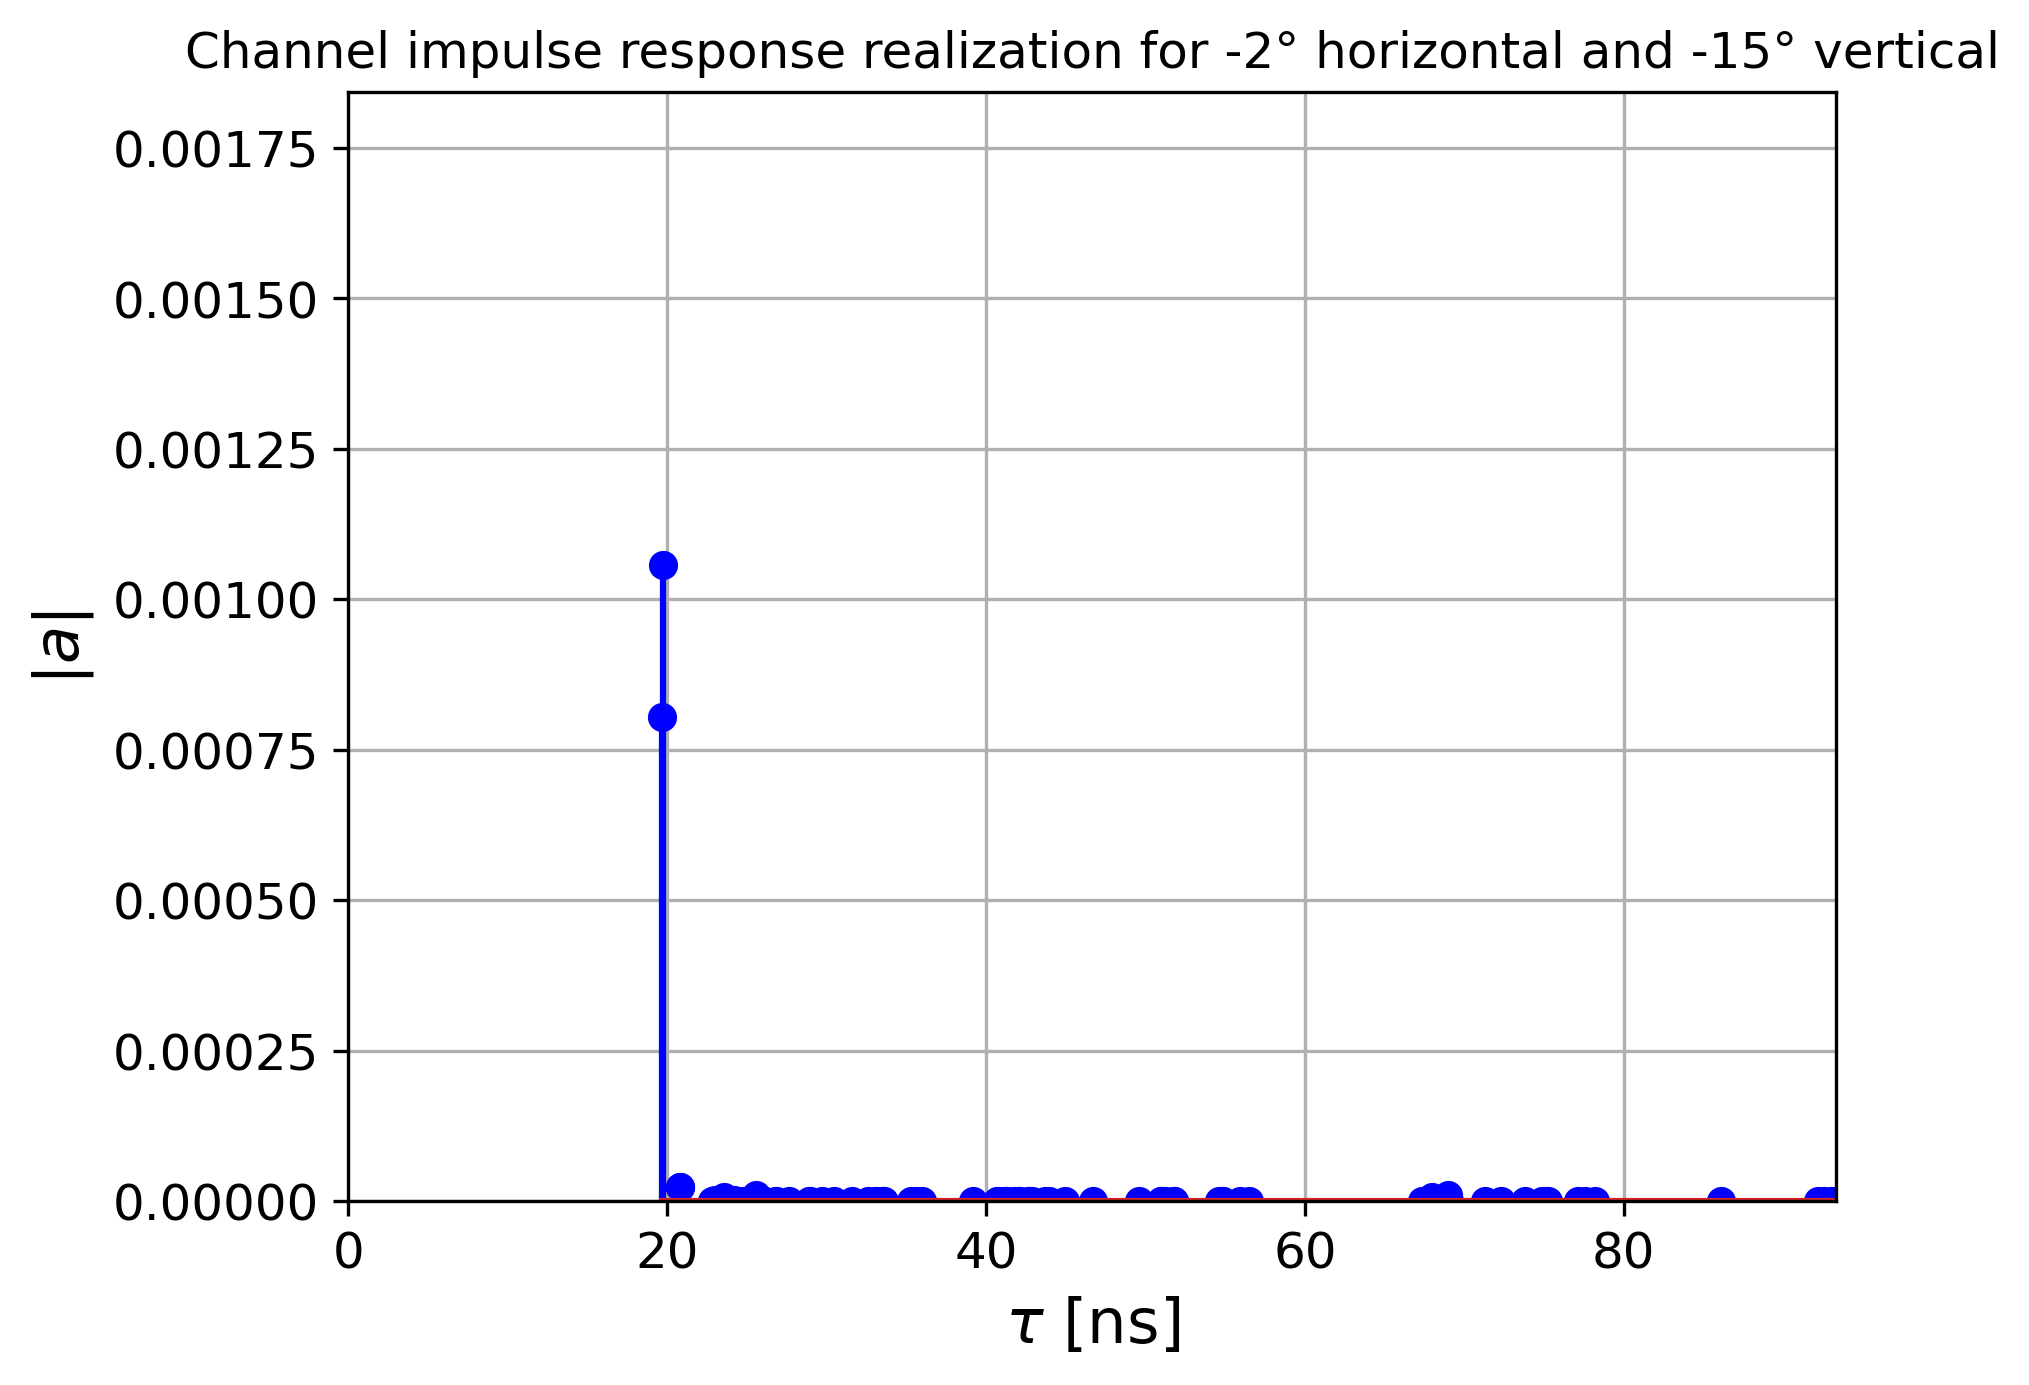 Channel impulse response realization for -2° horizontal and -15° vertical
0.00175
0.00150
0.00125
0.00100
0.00075
0.00050
0.00025
0.00000
|a|
0 20 40 60 80
τ [ns]